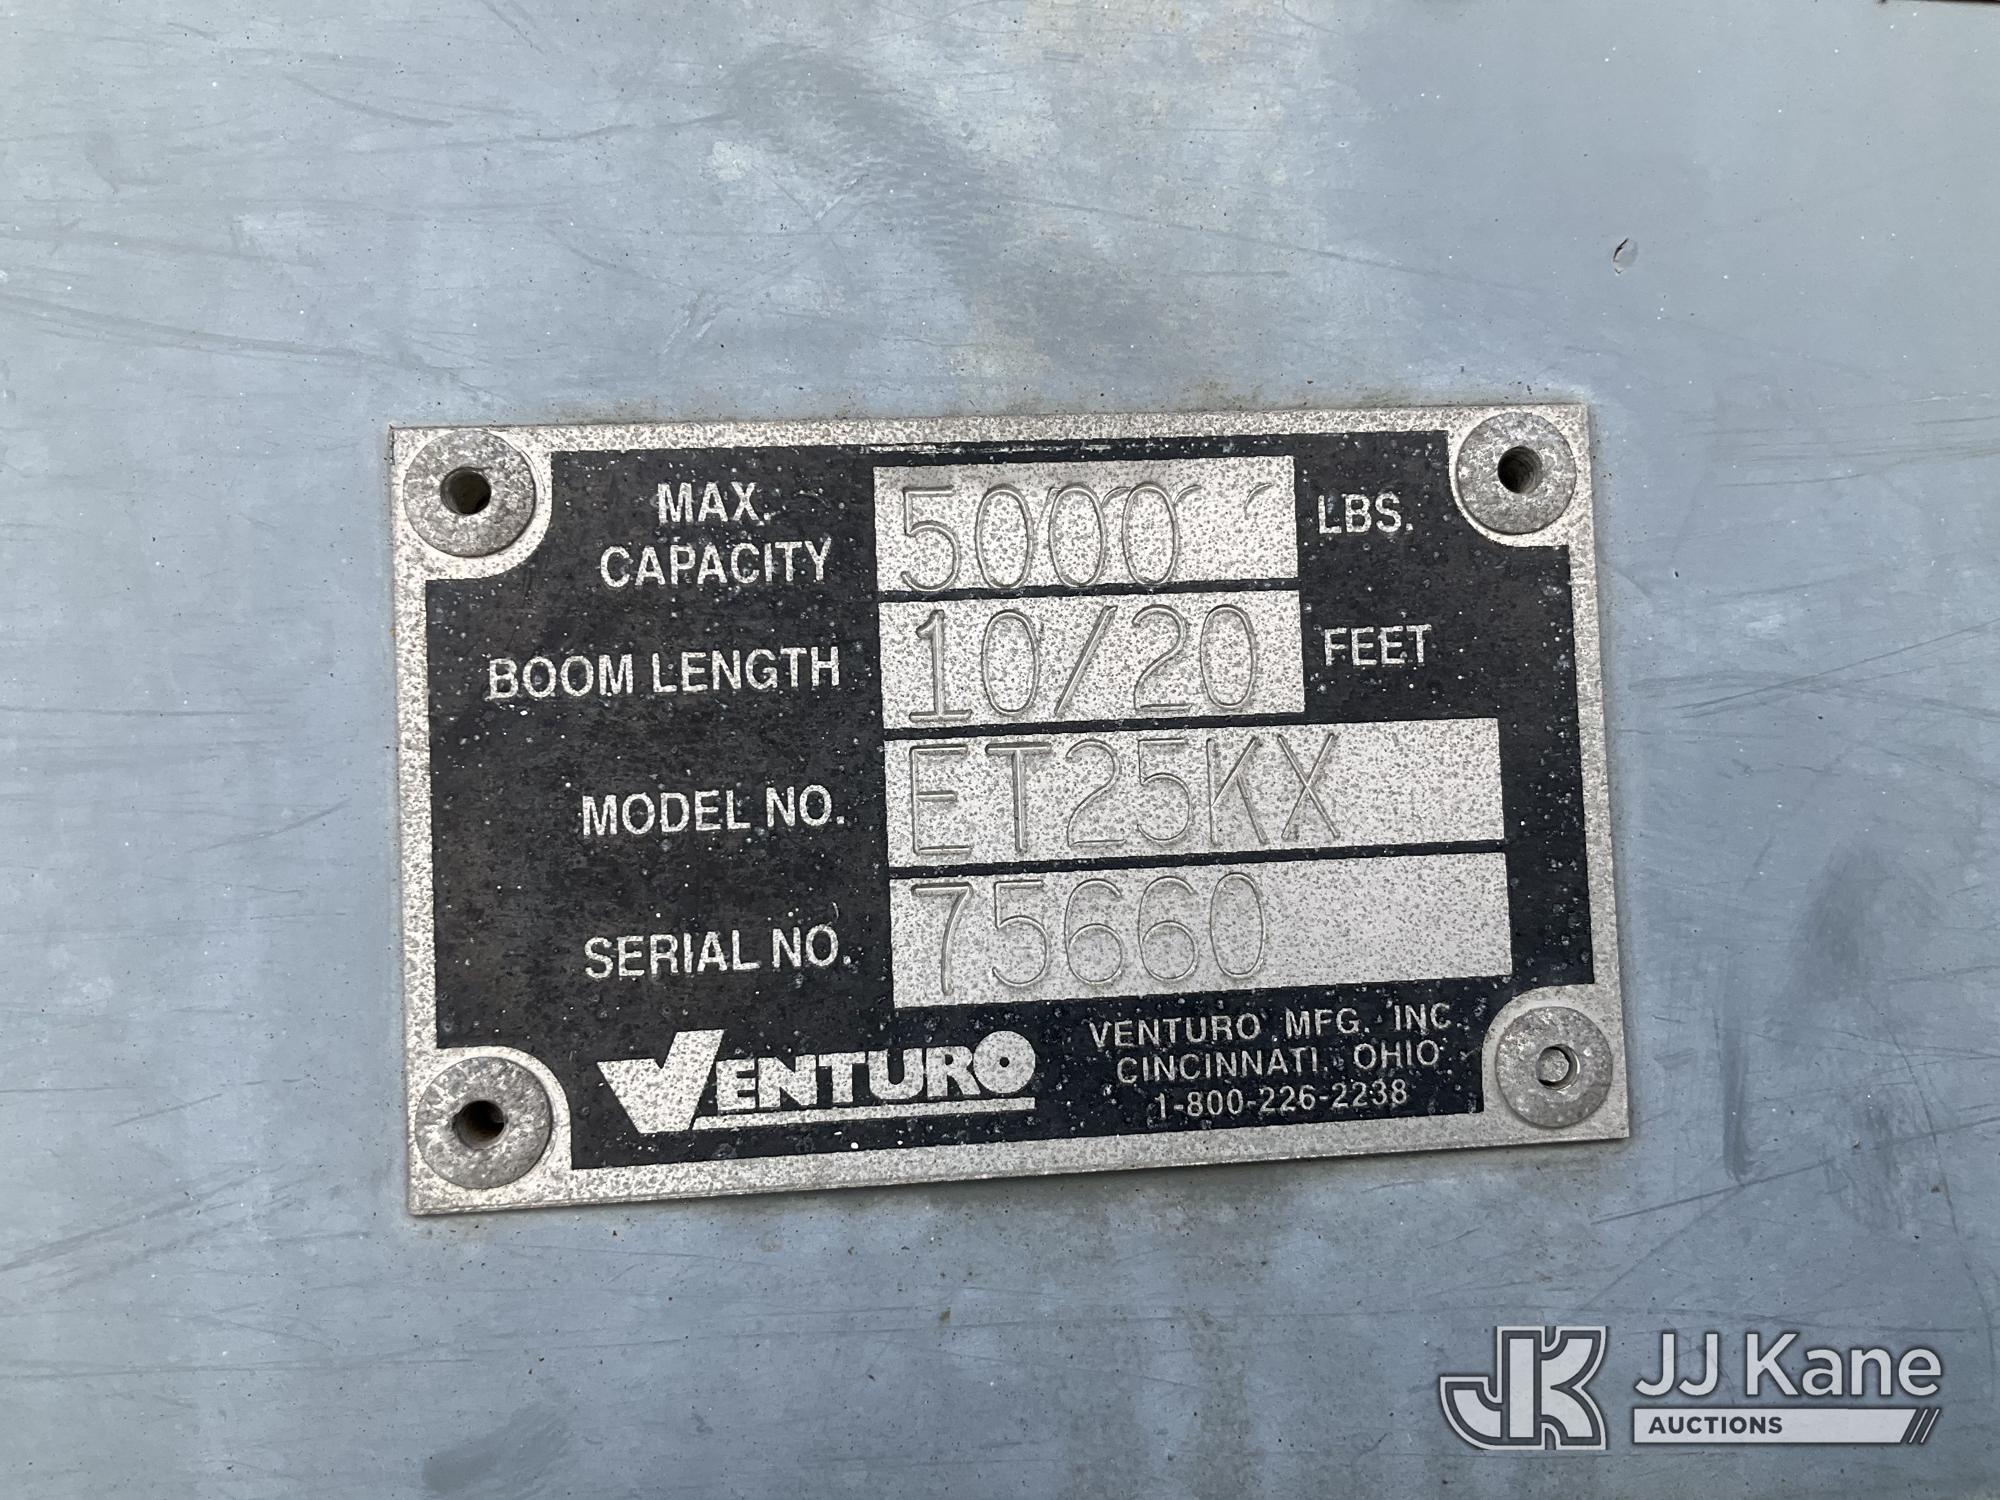 MAX. CAPACITY 5000 LBS.
BOOM LENGTH 10/20 FEET
MODEL NO. ET25KX
SERIAL NO. 75660
VENTURO
VENTURO MFG. INC.
CINCINNATI, OHIO
1-800-226-2238
JK JJ Kane
AUCTIONS